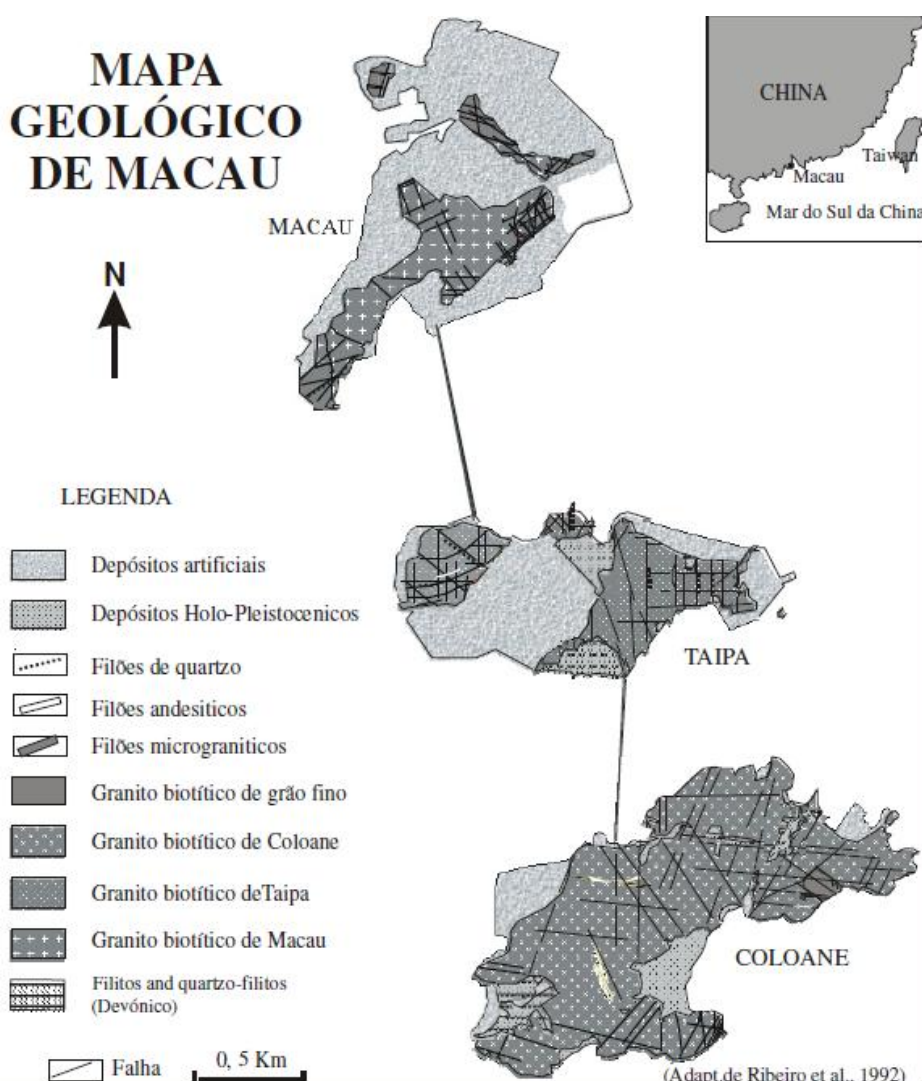 MAPA
GEOLÓGICO
DE MACAU
CHINA
Taiwan
Macau
Mar do Sul da China
MACAU
N
TAIPA
COLOANE
LEGENDA
Depósitos artificiais
Depósitos Holo-Pleistocenicos
Filões de quartzo
Filões andesiticos
Filões microgranitícos
Granito biotítico de grão fino
Granito biotítico de Coloane
Granito biotítico deTaipa
Granito biotítico de Macau
Filitos and quartzo-filitos
(Devónico)
Falha
0, 5 Km
(Adapt.de Ribeiro et al., 1992)